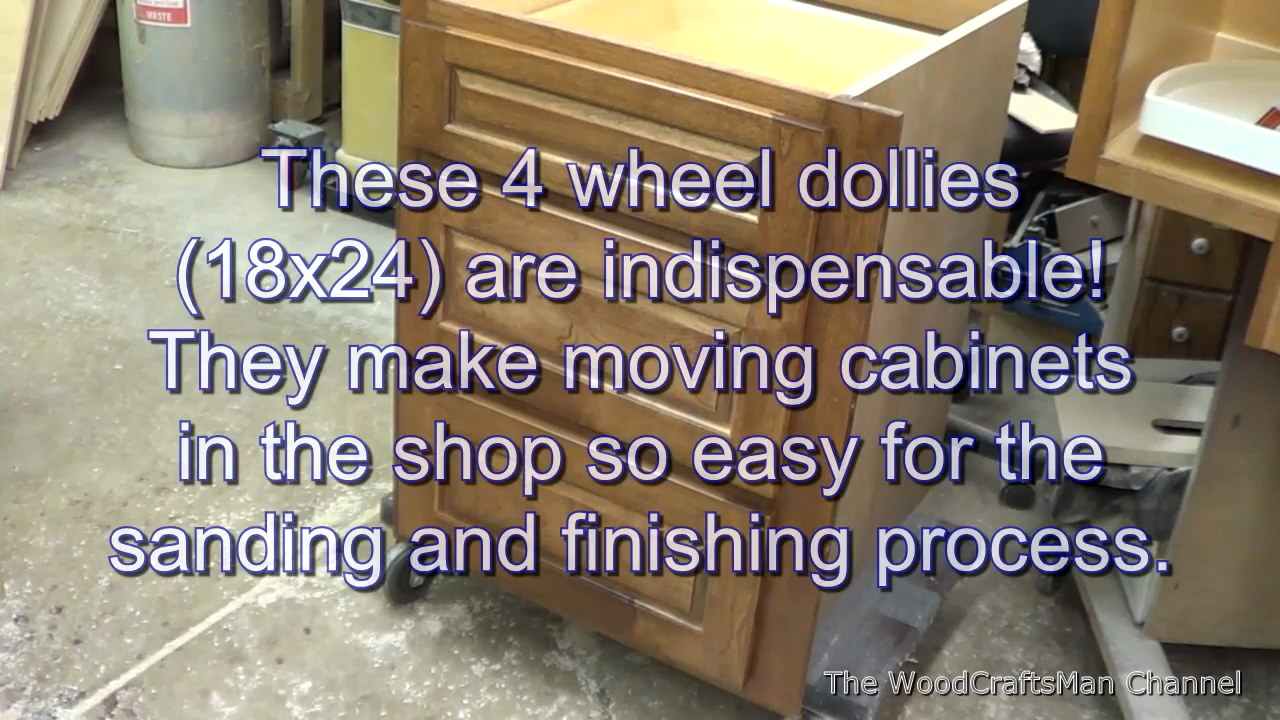 WASTE
These 4 wheel dollies
(18x24) are indispensable!
They make moving cabinets
in the shop so easy for the
sanding and finishing process.
The WoodCraftsMan Channel